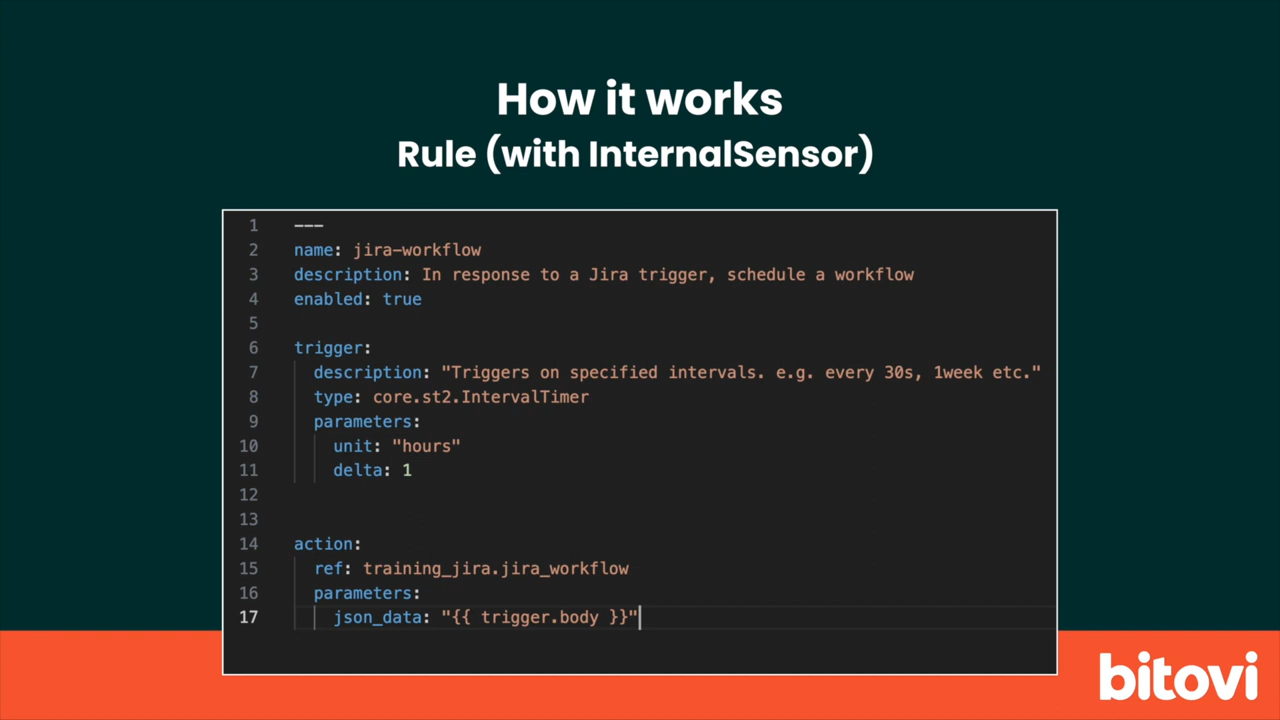 How it works
Rule (with InternalSensor)
1 ---
2 name: jira-workflow
3 description: In response to a Jira trigger, schedule a workflow
4 enabled: true
5
6 trigger:
7   description: "Triggers on specified intervals. e.g. every 30s, 1week etc."
8   type: core.st2.IntervalTimer
9   parameters:
10     unit: "hours"
11     delta: 1
12
13
14 action:
15   ref: training_jira.jira_workflow
16   parameters:
17     json_data: "{{ trigger.body }}"
bitovi